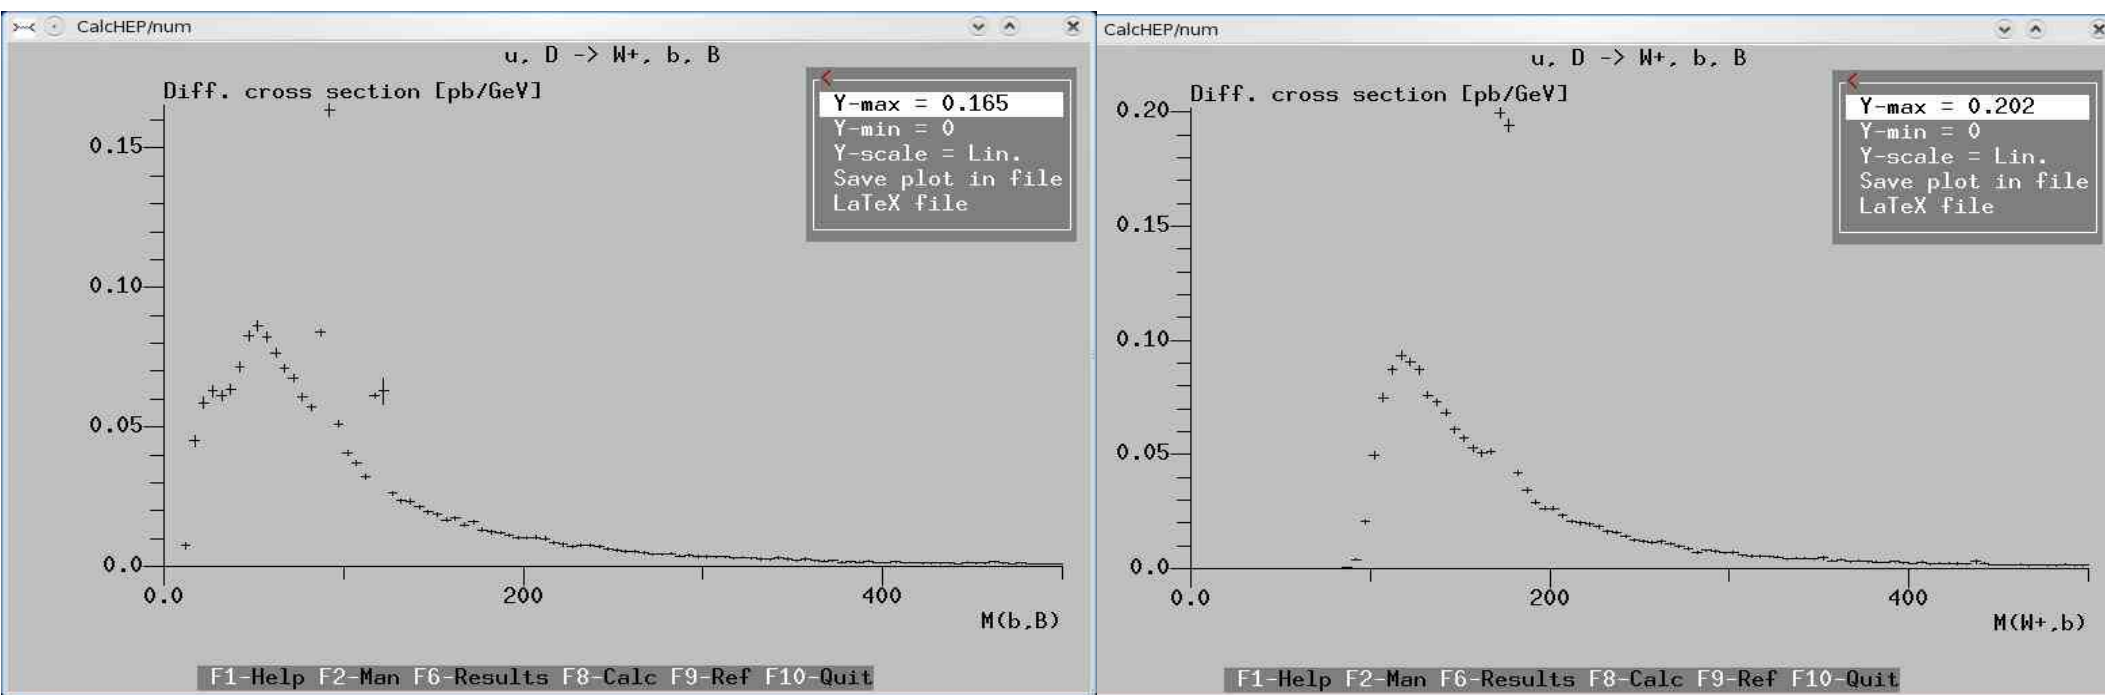 CalcHEP/num
u, D -> W+, b, B
Diff. cross section [pb/GeV]
Y-max = 0.165
Y-min = 0
Y-scale = Lin.
Save plot in file
LaTeX file
0.15
0.10
0.05
0.0
0.0 200 400
M(b,B)
F1-Help F2-Man F6-Results F8-Calc F9-Ref F10-Quit
CalcHEP/num
u, D -> W+, b, B
Diff. cross section [pb/GeV]
Y-max = 0.202
Y-min = 0
Y-scale = Lin.
Save plot in file
LaTeX file
0.20
0.15
0.10
0.05
0.0
0.0 200 400
M(W+,b)
F1-Help F2-Man F6-Results F8-Calc F9-Ref F10-Quit